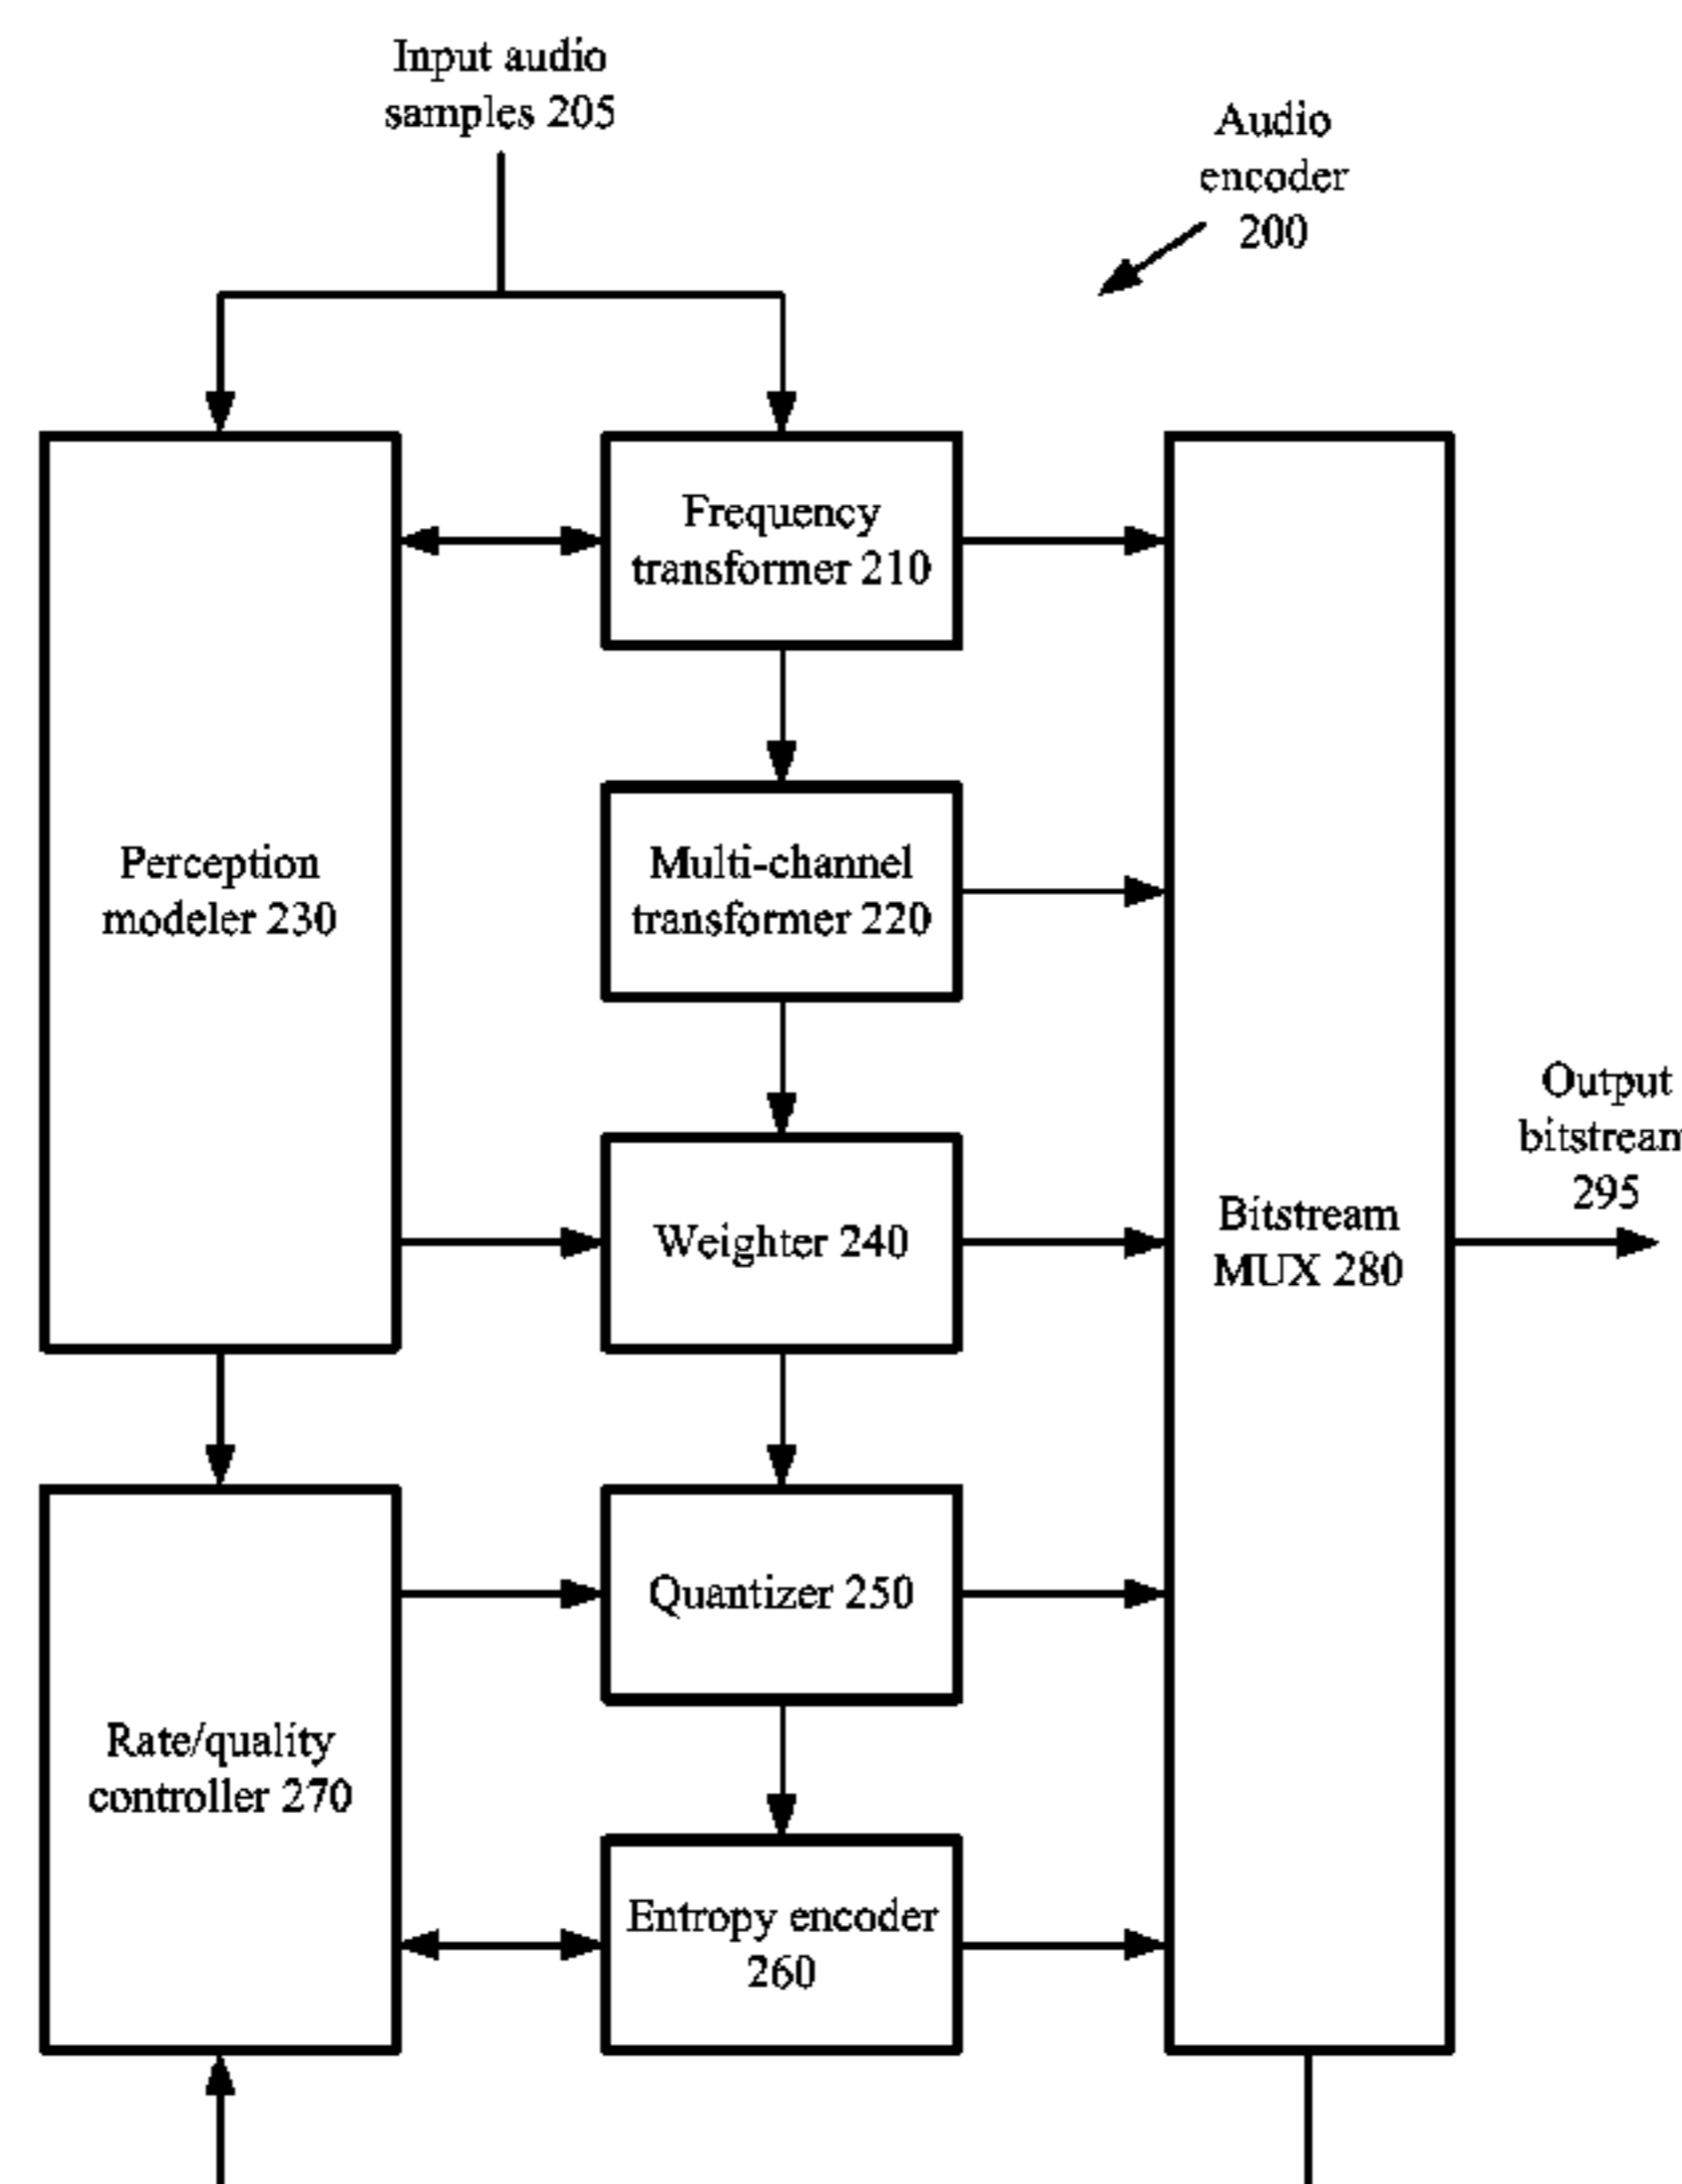 Input audio
samples 205
Audio
encoder
200
Frequency
transformer 210
Perception
modeler 230
Multi-channel
transformer 220
Output
bitstream
295
Weighter 240
Bitstream
MUX 280
Quantizer 250
Rate/quality
controller 270
Entropy encoder
260